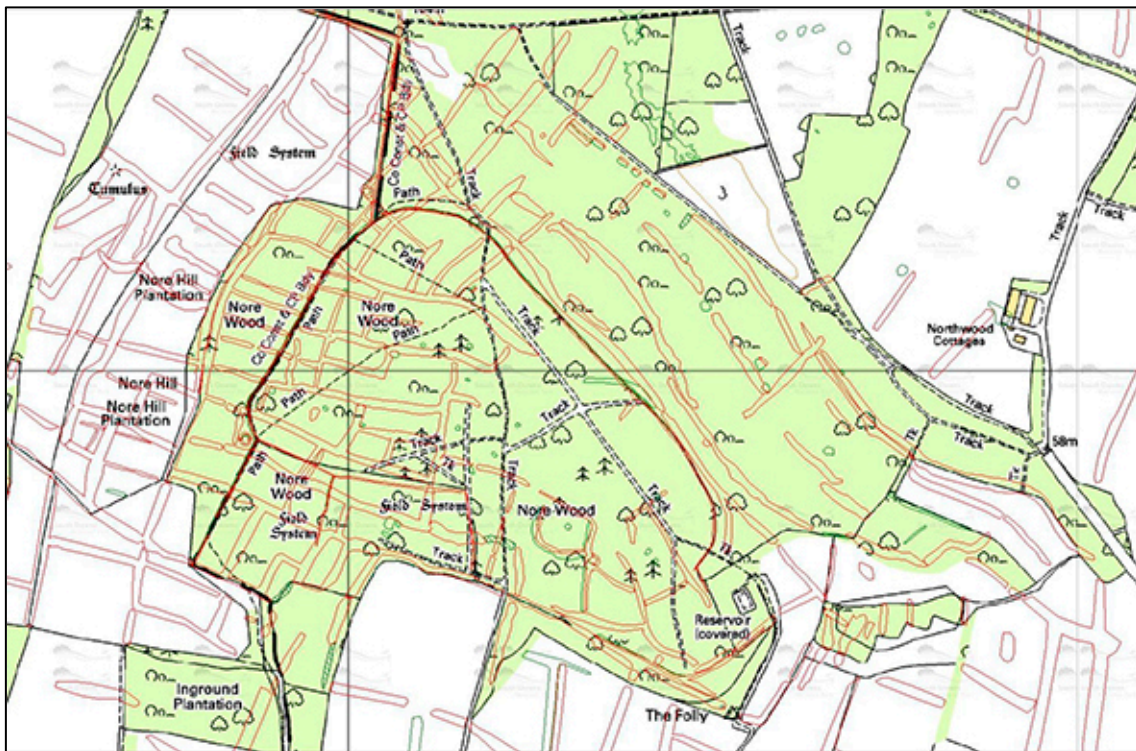 Track
Co Const & CP Bdy
Field System
Path
Track
Tumulus
Track
Track
Nore Hill
Plantation
Path
Co Const & CP Bdy
Path
Nore
Wood
Nore
Wood
Track
Path
Northwood
Cottages
Nore Hill
Nore Hill
Plantation
Path
Track
Track
Tk
Track
58m
Track
Tk
Path
Track
Tk
Nore
Wood
Field
System
Field System
Nore Wood
Track
Track
Tk
Reservoir
(covered)
Inground
Plantation
The Folly